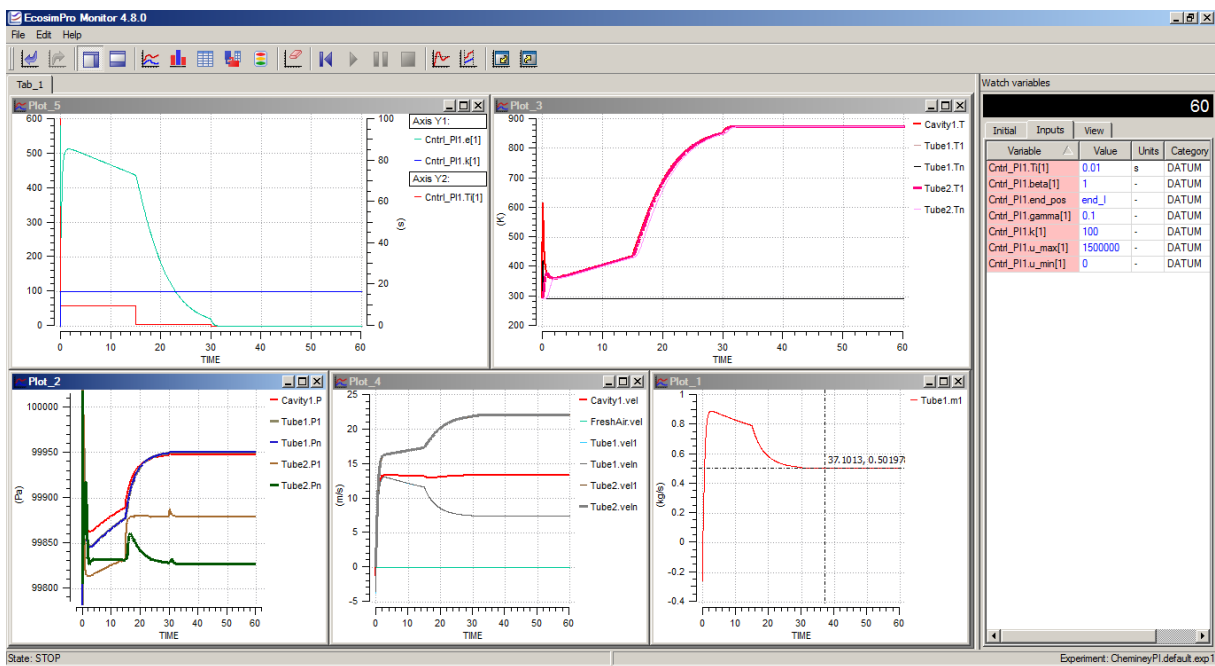 EcosimPro Monitor 4.8.0
File Edit Help
Tab_1
Plot_5
600
500
400
300
200
100
0
100
80
60
40
20
0
(s)
0 10 20 30 40 50 60
TIME
Axis Y1:
Cntrl_PI1.e[1]
Cntrl_PI1.k[1]
Axis Y2:
Cntrl_PI1.Ti[1]
Plot_3
900
800
700
600
500
400
300
200
(K)
0 10 20 30 40 50 60
TIME
Cavity1.T
Tube1.T1
Tube1.Tn
Tube2.T1
Tube2.Tn
Plot_2
100000
99950
99900
99850
99800
(Pa)
0 10 20 30 40 50 60
TIME
Cavity1.P
Tube1.P1
Tube1.Pn
Tube2.P1
Tube2.Pn
Plot_4
25
20
15
10
5
0
-5
(m/s)
0 10 20 30 40 50 60
TIME
Cavity1.vel
FreshAir.vel
Tube1.vel1
Tube1.veln
Tube2.vel1
Tube2.veln
Plot_1
1
0.8
0.6
0.4
0.2
0
-0.2
-0.4
(kg/s)
37.1013, 0.50197
0 10 20 30 40 50 60
TIME
Tube1.m1
Watch variables
60
Initial Inputs View
Variable Value Units Category
Cntrl_PI1.Ti[1] 0.01 s DATUM
Cntrl_PI1.beta[1] 1 - DATUM
Cntrl_PI1.end_pos end_l - DATUM
Cntrl_PI1.gamma[1] 0.1 - DATUM
Cntrl_PI1.k[1] 100 - DATUM
Cntrl_PI1.u_max[1] 1500000 - DATUM
Cntrl_PI1.u_min[1] 0 - DATUM
State: STOP
Experiment: ChemineyPI.default.exp1